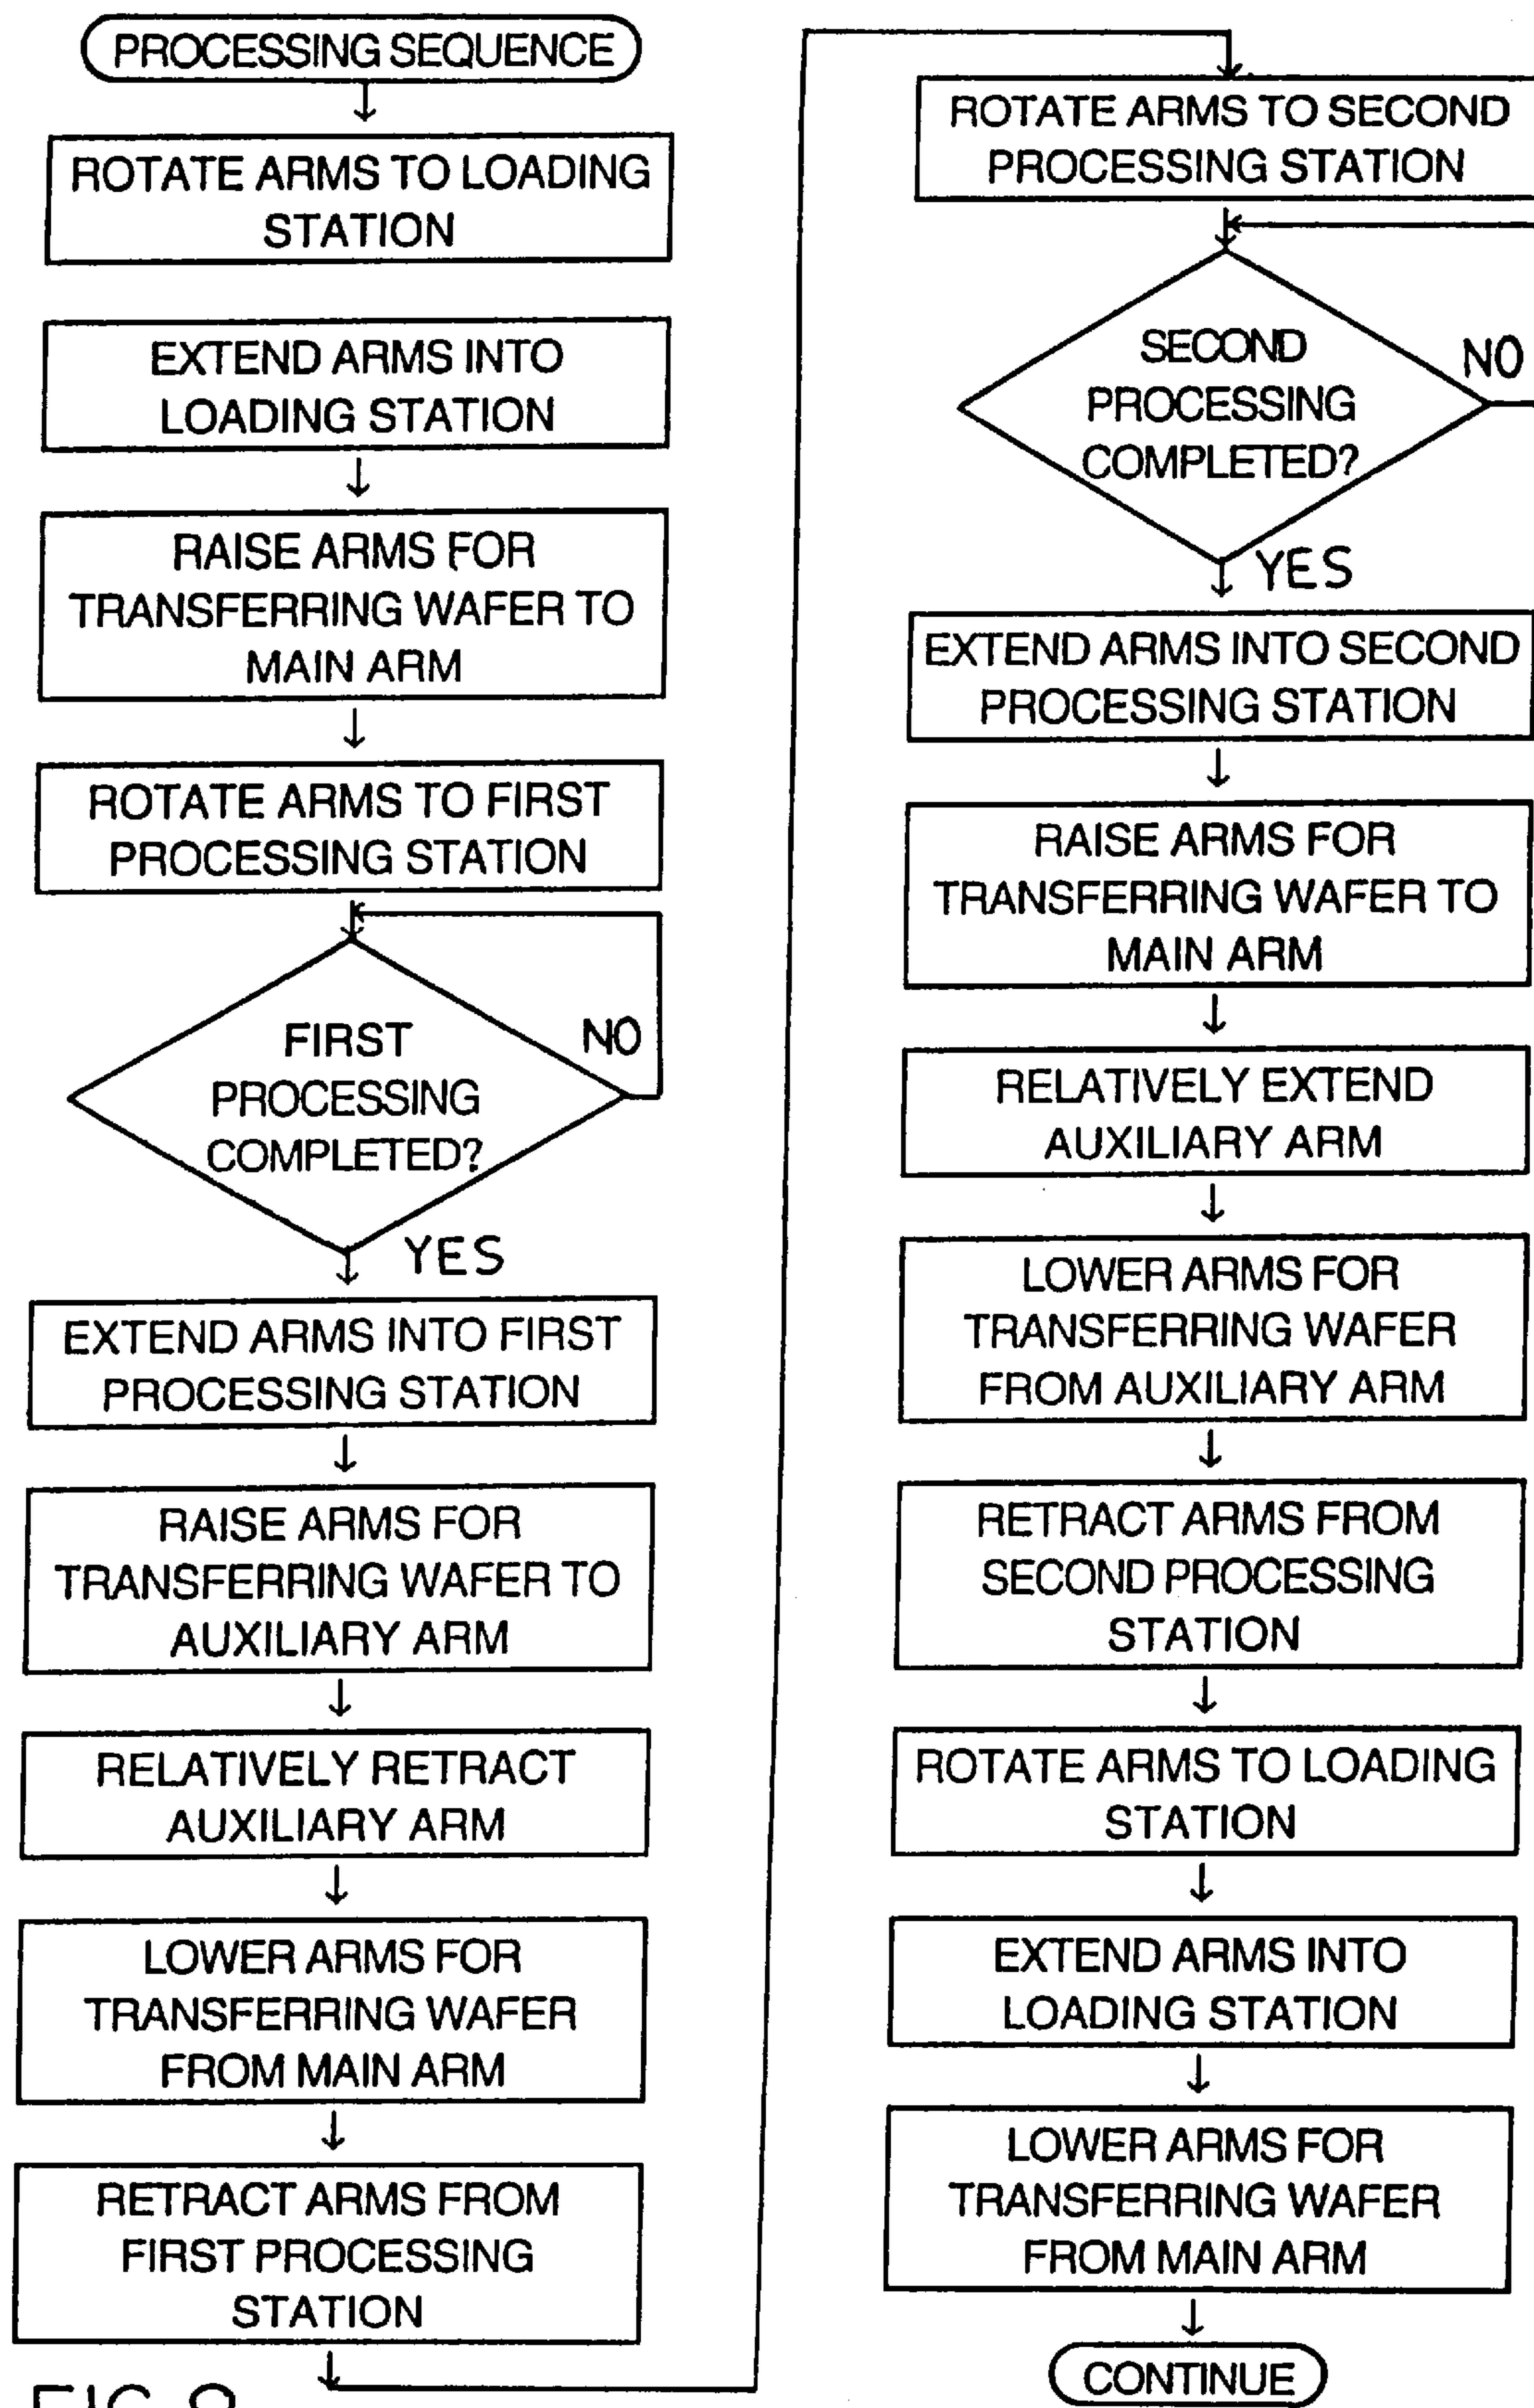 PROCESSING SEQUENCE
ROTATE ARMS TO LOADING
STATION
EXTEND ARMS INTO
LOADING STATION
RAISE ARMS FOR
TRANSFERRING WAFER TO
MAIN ARM
ROTATE ARMS TO FIRST
PROCESSING STATION
FIRST
PROCESSING
COMPLETED?
NO
YES
EXTEND ARMS INTO FIRST
PROCESSING STATION
RAISE ARMS FOR
TRANSFERRING WAFER TO
AUXILIARY ARM
RELATIVELY RETRACT
AUXILIARY ARM
LOWER ARMS FOR
TRANSFERRING WAFER
FROM MAIN ARM
RETRACT ARMS FROM
FIRST PROCESSING
STATION
ROTATE ARMS TO SECOND
PROCESSING STATION
SECOND
PROCESSING
COMPLETED?
NO
YES
EXTEND ARMS INTO SECOND
PROCESSING STATION
RAISE ARMS FOR
TRANSFERRING WAFER TO
MAIN ARM
RELATIVELY EXTEND
AUXILIARY ARM
LOWER ARMS FOR
TRANSFERRING WAFER
FROM AUXILIARY ARM
RETRACT ARMS FROM
SECOND PROCESSING
STATION
ROTATE ARMS TO LOADING
STATION
EXTEND ARMS INTO
LOADING STATION
LOWER ARMS FOR
TRANSFERRING WAFER
FROM MAIN ARM
CONTINUE